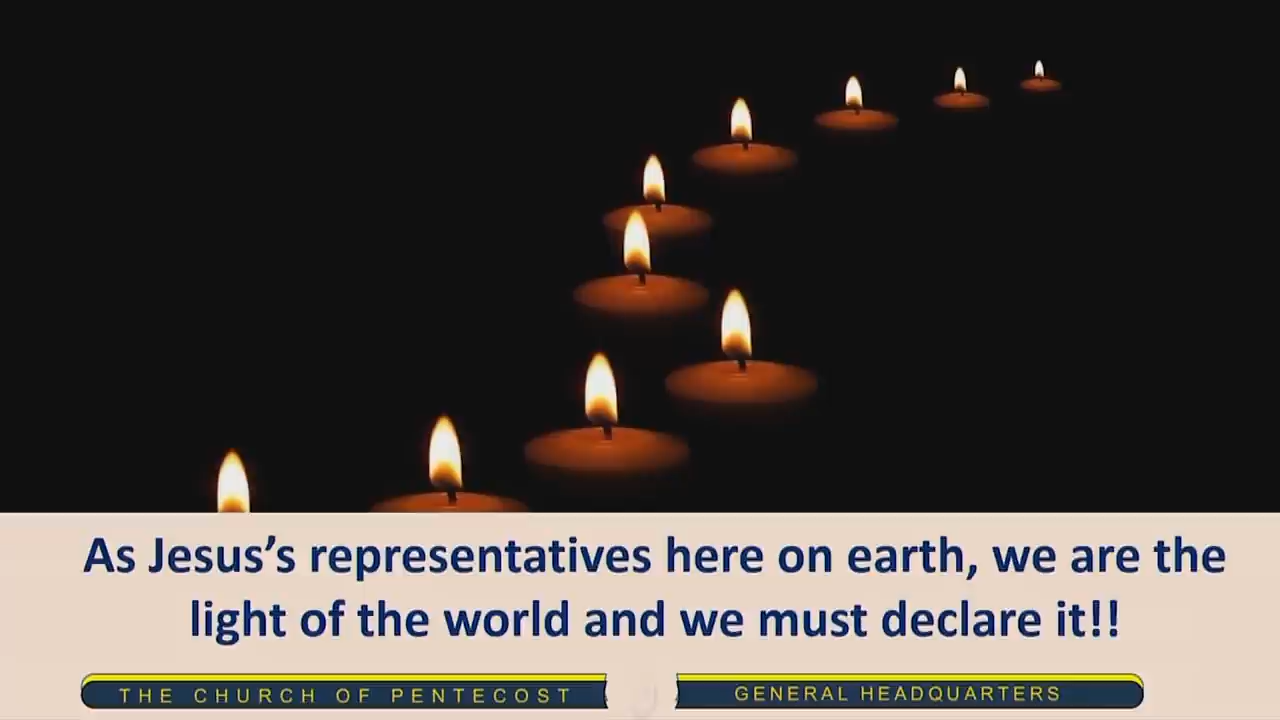 As Jesus’s representatives here on earth, we are the
light of the world and we must declare it!!
THE CHURCH OF PENTECOST
GENERAL HEADQUARTERS